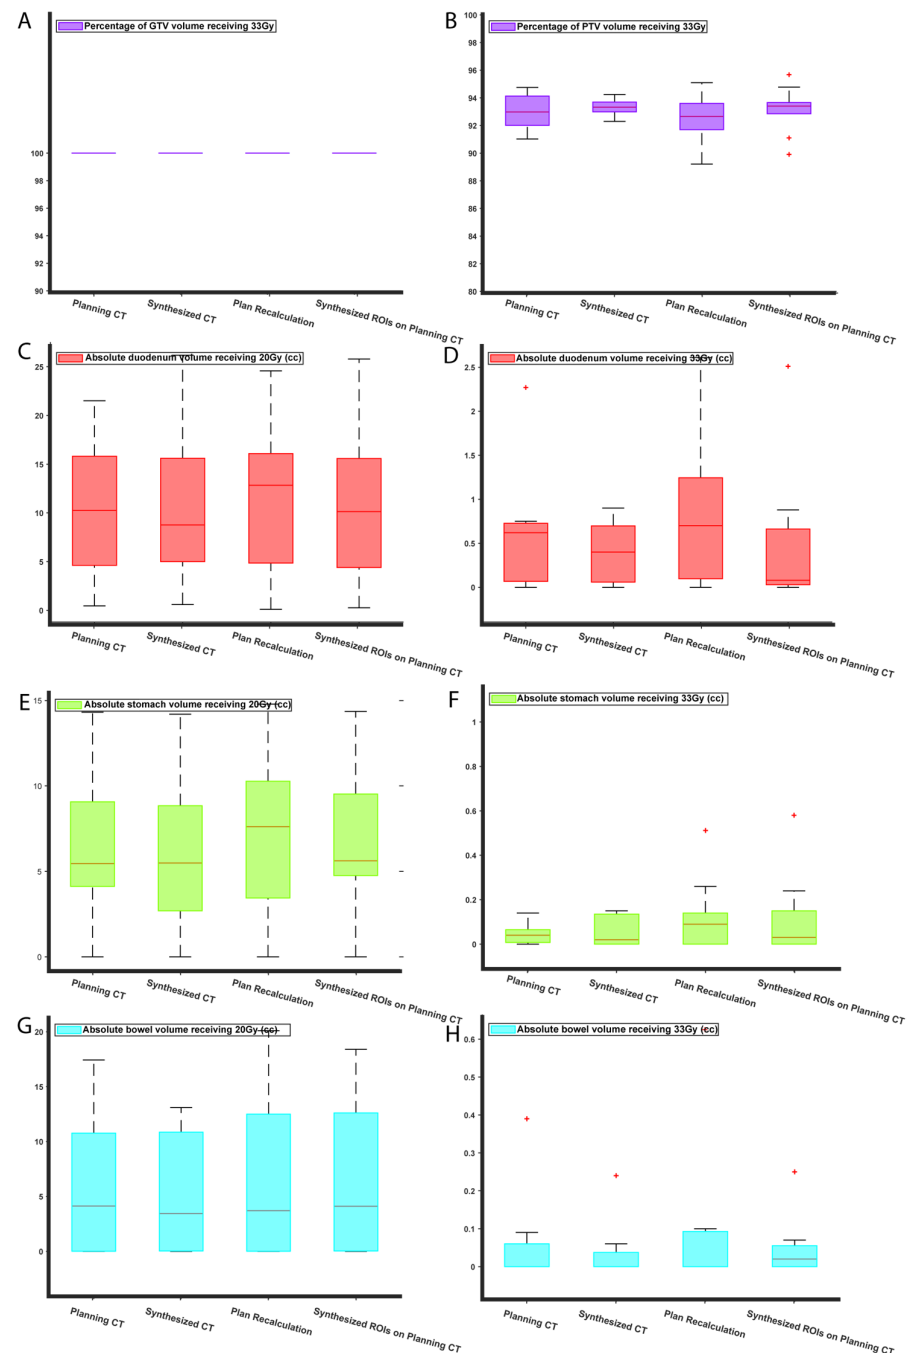 A
Percentage of GTV volume receiving 33Gy
100
98
96
94
92
90
Planning CT
Synthesized CT
Plan Recalculation
Synthesized ROIs on Planning CT
B
Percentage of PTV volume receiving 33Gy
100
98
96
94
92
90
88
86
84
82
80
Planning CT
Synthesized CT
Plan Recalculation
Synthesized ROIs on Planning CT
C
Absolute duodenum volume receiving 20Gy (cc)
25
20
15
10
5
0
Planning CT
Synthesized CT
Plan Recalculation
Synthesized ROIs on Planning CT
D
Absolute duodenum volume receiving 33Gy (cc)
2.5
2
1.5
1
0.5
0
Planning CT
Synthesized CT
Plan Recalculation
Synthesized ROIs on Planning CT
E
Absolute stomach volume receiving 20Gy (cc)
15
10
5
0
Planning CT
Synthesized CT
Plan Recalculation
Synthesized ROIs on Planning CT
F
Absolute stomach volume receiving 33Gy (cc)
1
0.8
0.6
0.4
0.2
0
Planning CT
Synthesized CT
Plan Recalculation
Synthesized ROIs on Planning CT
G
Absolute bowel volume receiving 20Gy (cc)
20
15
10
5
0
Planning CT
Synthesized CT
Plan Recalculation
Synthesized ROIs on Planning CT
H
Absolute bowel volume receiving 33Gy (cc)
0.6
0.5
0.4
0.3
0.2
0.1
0
Planning CT
Synthesized CT
Plan Recalculation
Synthesized ROIs on Planning CT